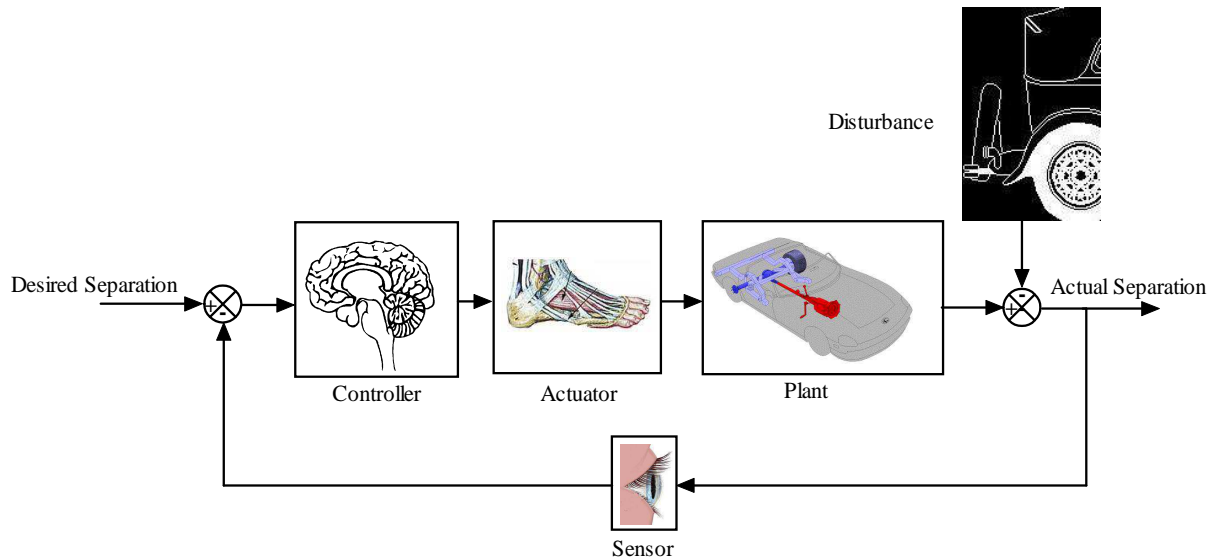 Disturbance
Desired Separation
+
-
-
+
Actual Separation
Controller
Actuator
Plant
Sensor